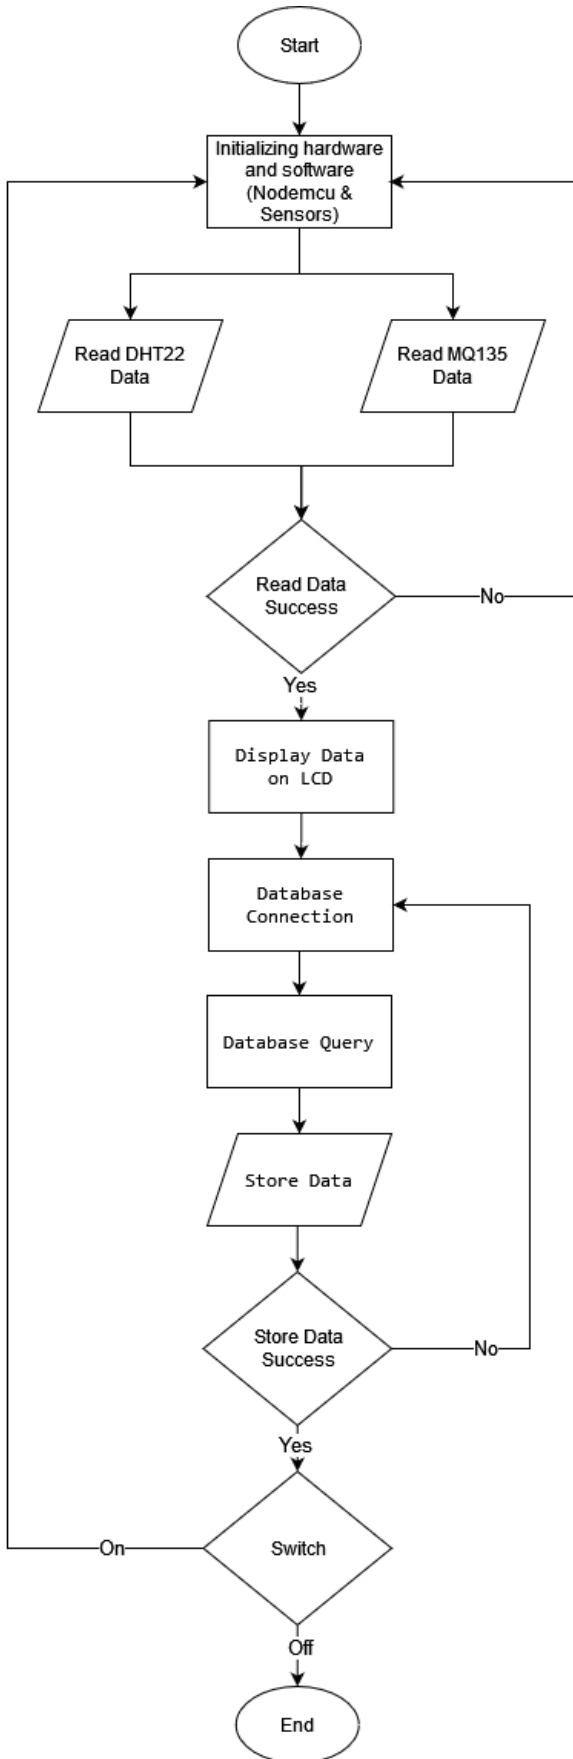 Start
Initializing hardware
and software
(Nodemcu &
Sensors)
Read DHT22
Data
Read MQ135
Data
Read Data
Success
No
Yes
Display Data
on LCD
Database
Connection
Database Query
Store Data
Store Data
Success
No
Yes
Switch
On
Off
End